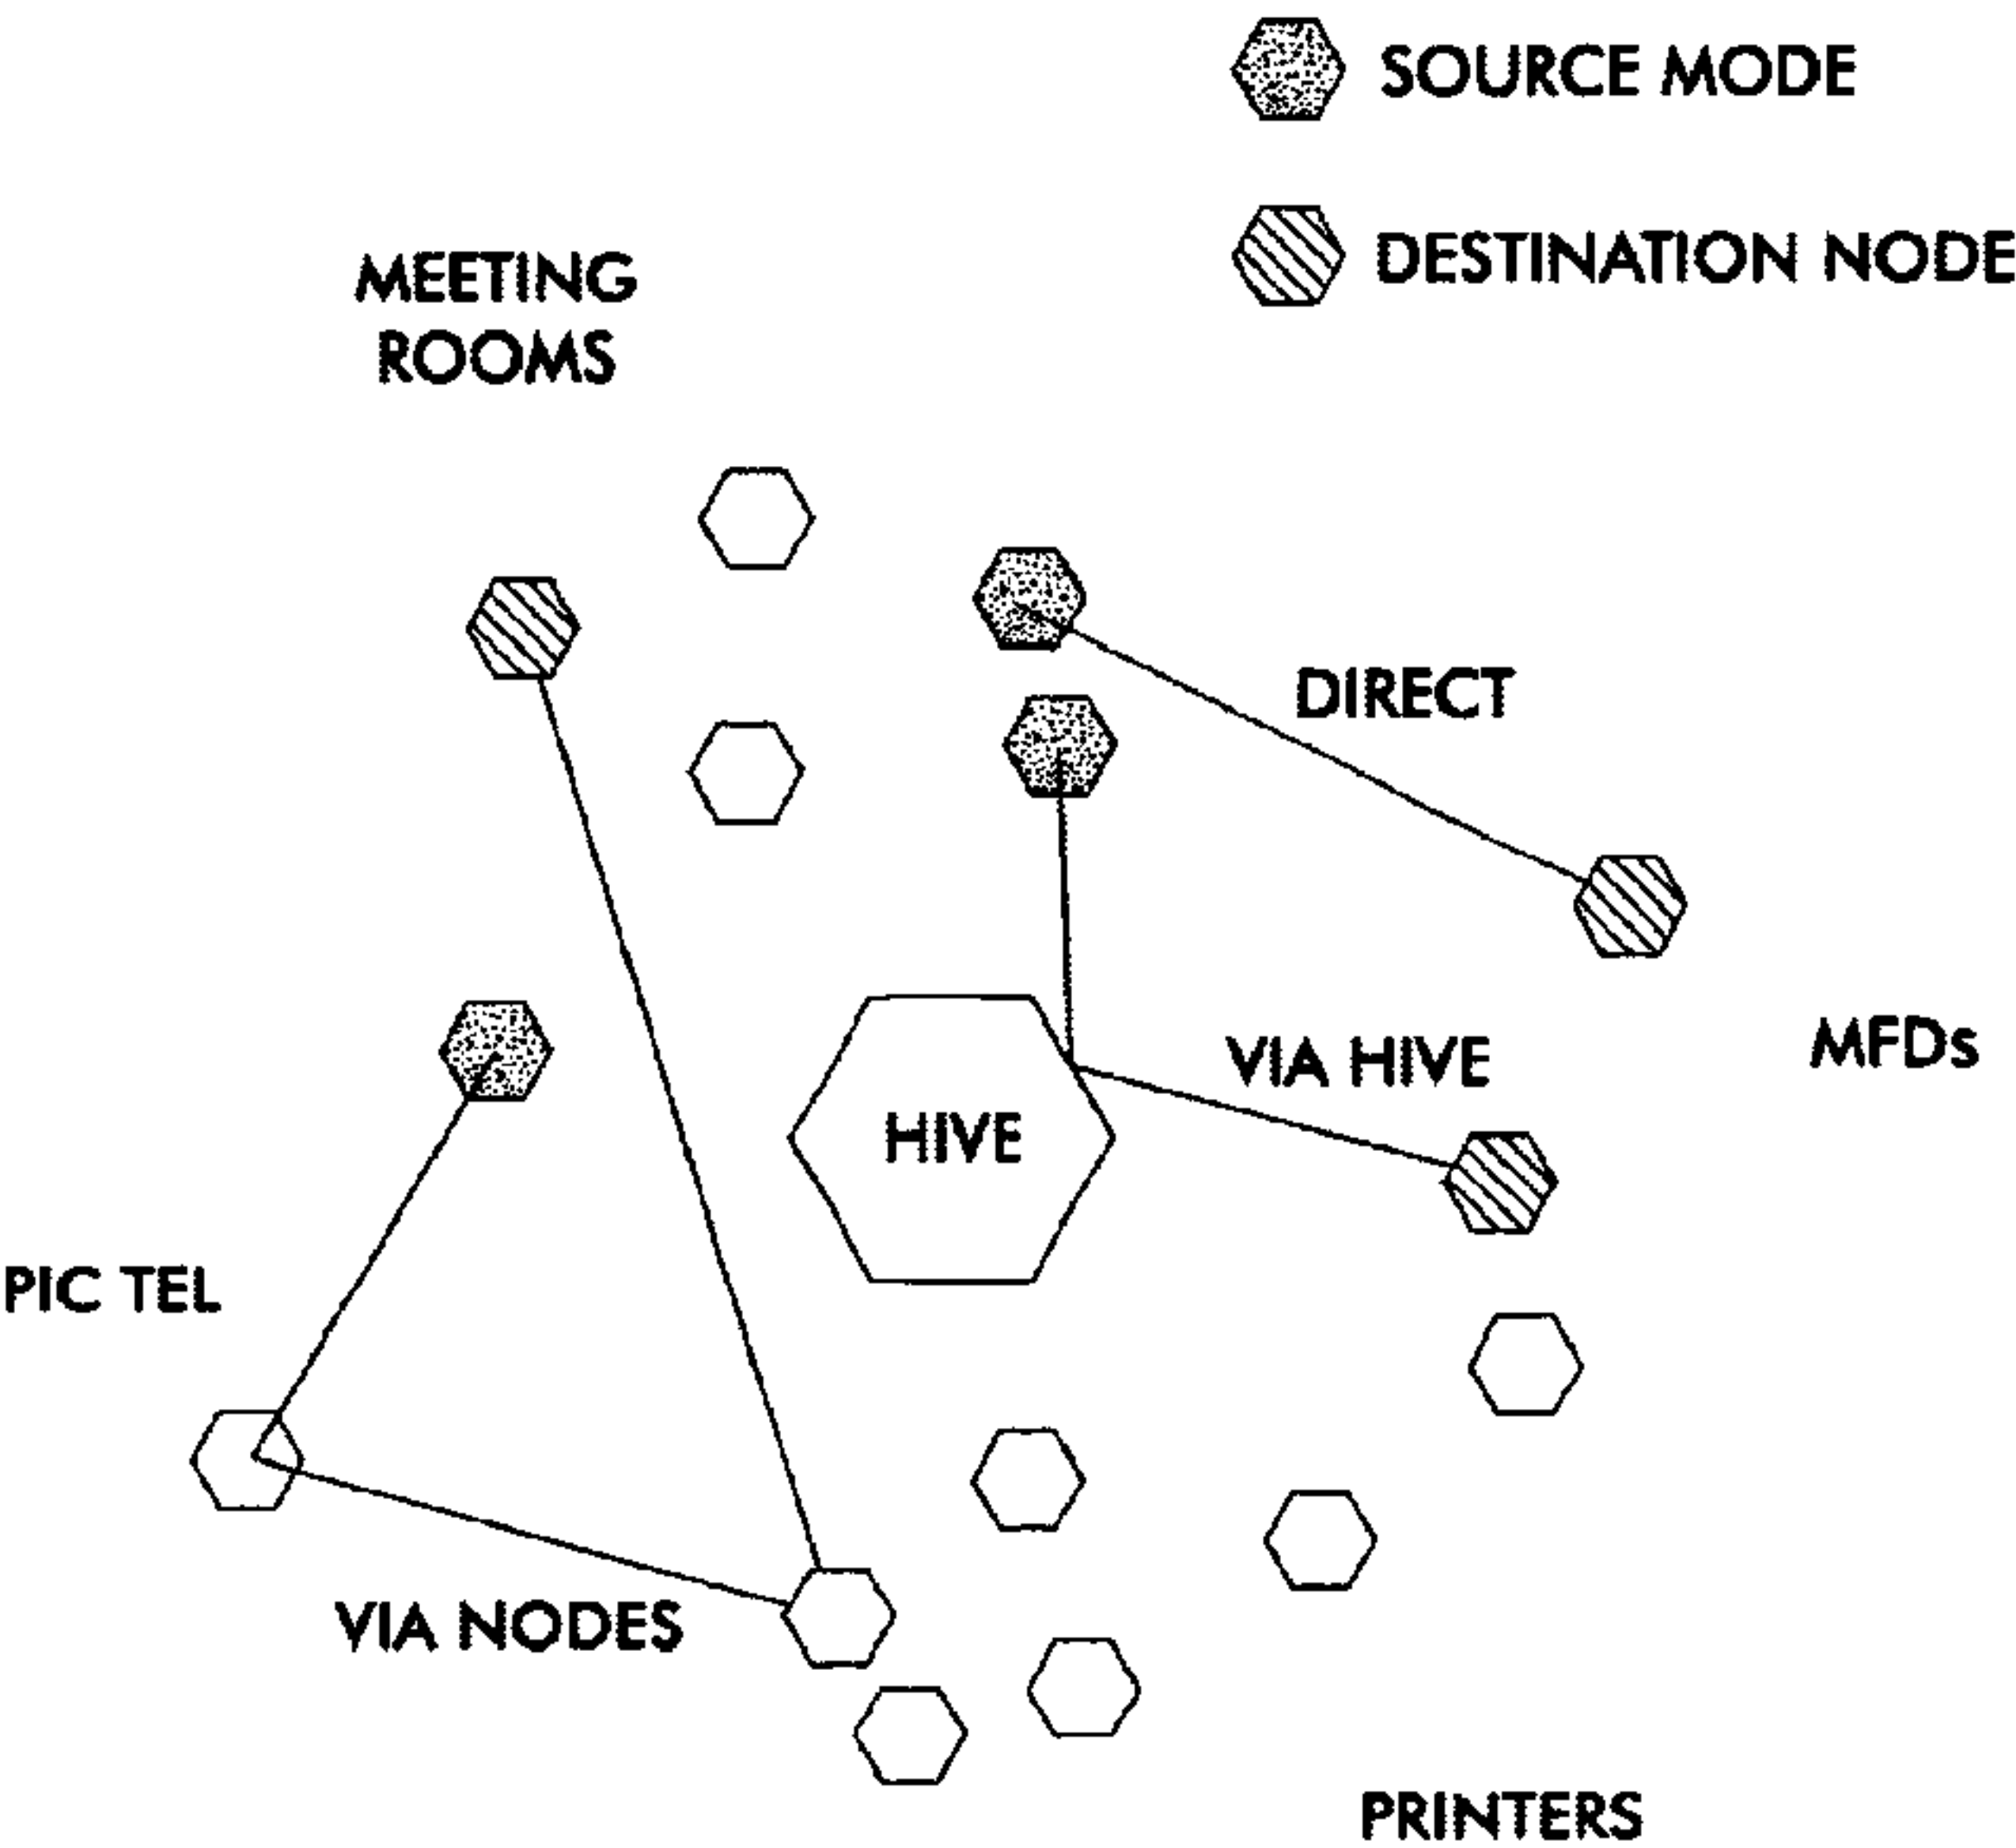 SOURCE MODE
DESTINATION NODE
MEETING
ROOMS
DIRECT
MFDs
VIA HIVE
HIVE
PIC TEL
VIA NODES
PRINTERS